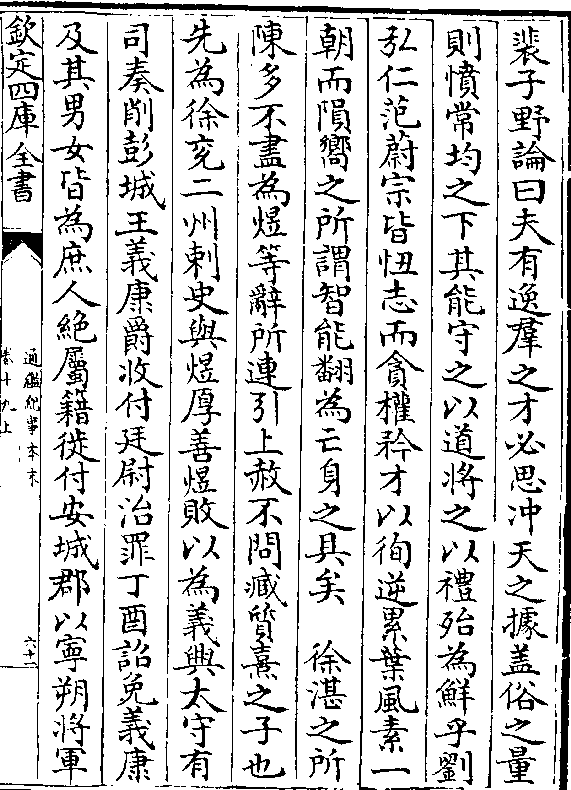 裴子野論曰夫有逸羣之才必思冲天之據盖俗之量
則憤常均之下其能守之以道將之以禮殆為鮮乎劉
弘仁范蔚宗皆忸志而貪權矜才以徇逆累葉風素一
朝而隕嚮之所謂智能翻為亡身之具矣　徐湛之所
陳多不盡為煜等辭所連引上赦不問臧質熹之子也
先為徐兖二州刺史與煜厚善煜敗以為義興太守有
司奏削彭城王義康爵收付廷尉治罪丁酉詔免義康
及其男女皆為庶人絶屬籍徙付安城郡以寧朔將軍
欽定四庫全書
通鑑紀事本末
卷十九上
六十二